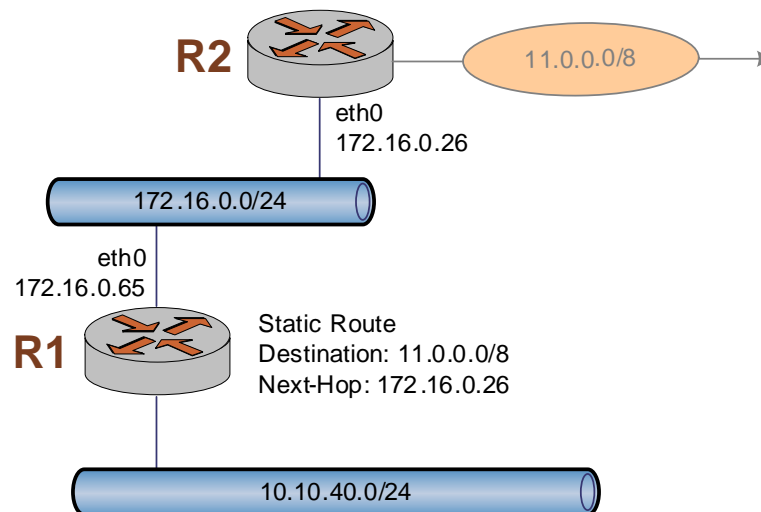 R2
11.0.0.0/8
eth0
172.16.0.26
172.16.0.0/24
eth0
172.16.0.65
R1
Static Route
Destination: 11.0.0.0/8
Next-Hop: 172.16.0.26
10.10.40.0/24